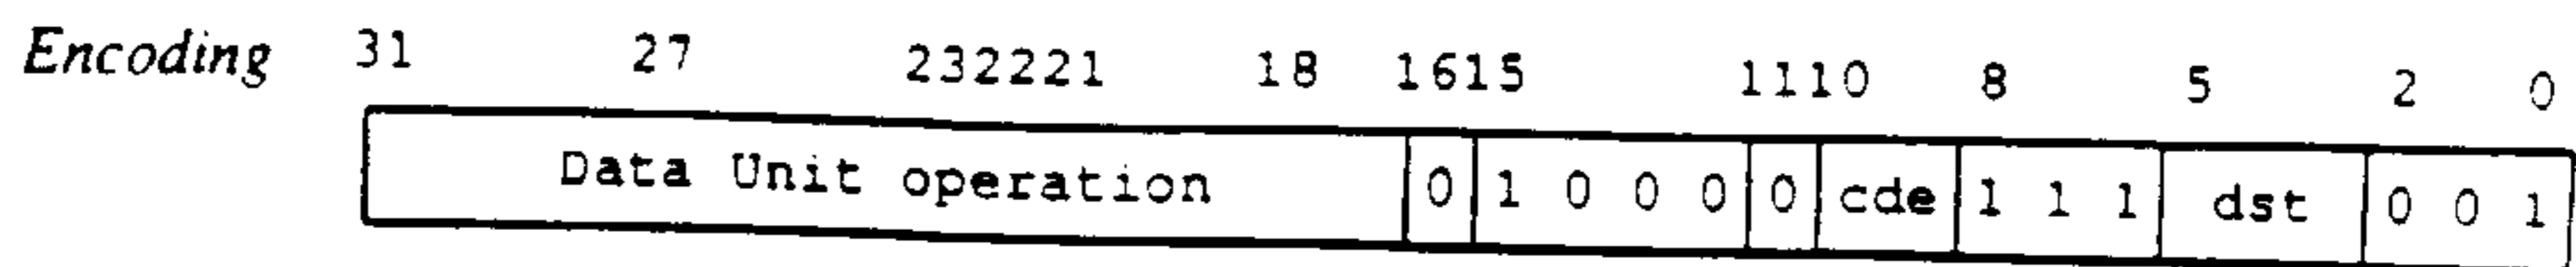 Encoding 31 27 232221 18 1615 1110 8 5 2 0
Data Unit operation 0 1 0 0 0 0 cde 1 1 1 dst 0 0 1